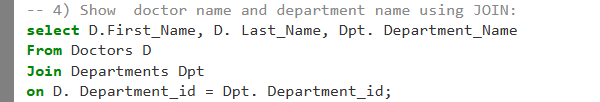 -- 4) Show  doctor name and department name using JOIN:
select D.First_Name, D. Last_Name, Dpt. Department_Name
From Doctors D
Join Departments Dpt
on D. Department_id = Dpt. Department_id;